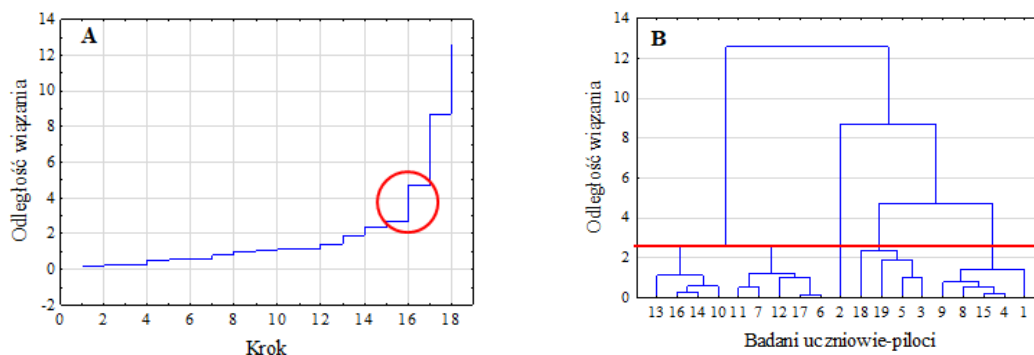 A
14
12
10
8
6
4
2
0
-2
0 2 4 6 8 10 12 14 16 18
Krok
Odległość wiązania
B
14
12
10
8
6
4
2
0
13 16 14 10 11 7 12 17 6 2 18 19 5 3 9 8 15 4 1
Badani uczniowie-piloci
Odległość wiązania